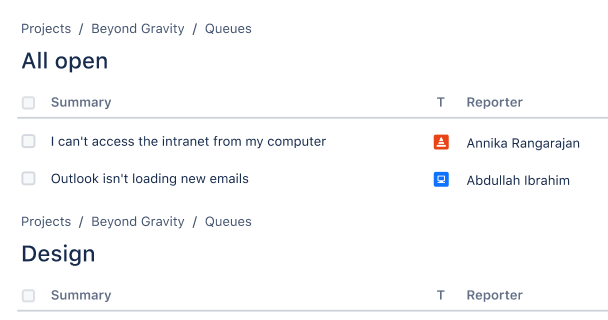 Projects / Beyond Gravity / Queues
All open
Summary T Reporter
I can't access the intranet from my computer Annika Rangarajan
Outlook isn't loading new emails Abdullah Ibrahim
Projects / Beyond Gravity / Queues
Design
Summary T Reporter